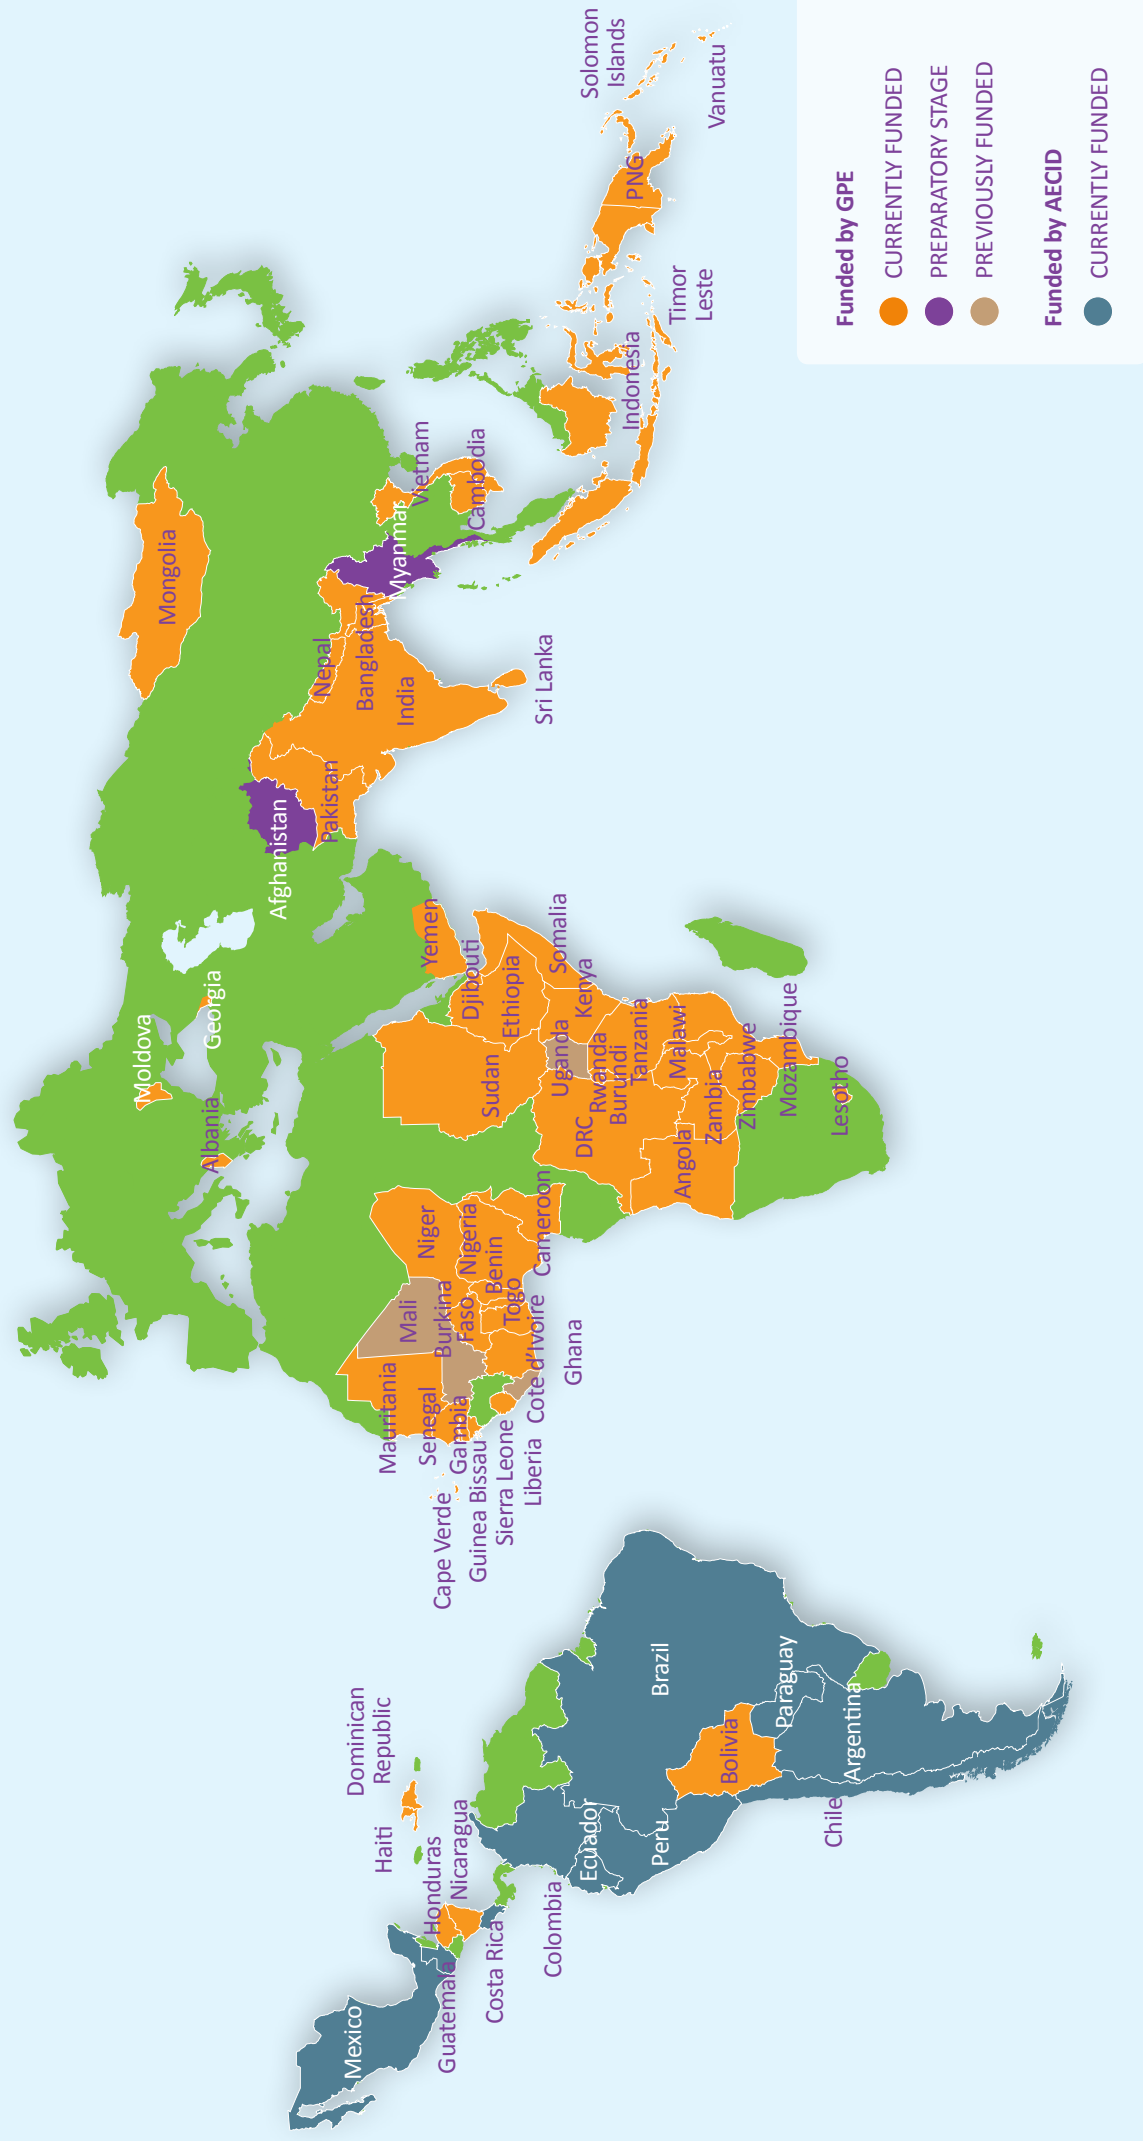 Mexico
Guatemala
Honduras
Nicaragua
Costa Rica
Haiti
Dominican
Republic
Colombia
Ecuador
Peru
Brazil
Bolivia
Paraguay
Argentina
Chile
Cape Verde
Mauritania
Senegal
Gambia
Guinea Bissau
Sierra Leone
Liberia
Mali
Burkina
Faso
Cote d'Ivoire
Ghana
Togo
Benin
Niger
Nigeria
Cameroon
Moldova
Albania
Georgia
Sudan
Djibouti
Ethiopia
Somalia
Kenya
Uganda
Rwanda
Burundi
Tanzania
DRC
Angola
Zambia
Malawi
Zimbabwe
Mozambique
Lesotho
Yemen
Afghanistan
Pakistan
Nepal
Bangladesh
India
Sri Lanka
Mongolia
Myanmar
Vietnam
Cambodia
Indonesia
Timor
Leste
PNG
Solomon
Islands
Vanuatu
Funded by GPE
CURRENTLY FUNDED
PREPARATORY STAGE
PREVIOUSLY FUNDED
Funded by AECID
CURRENTLY FUNDED